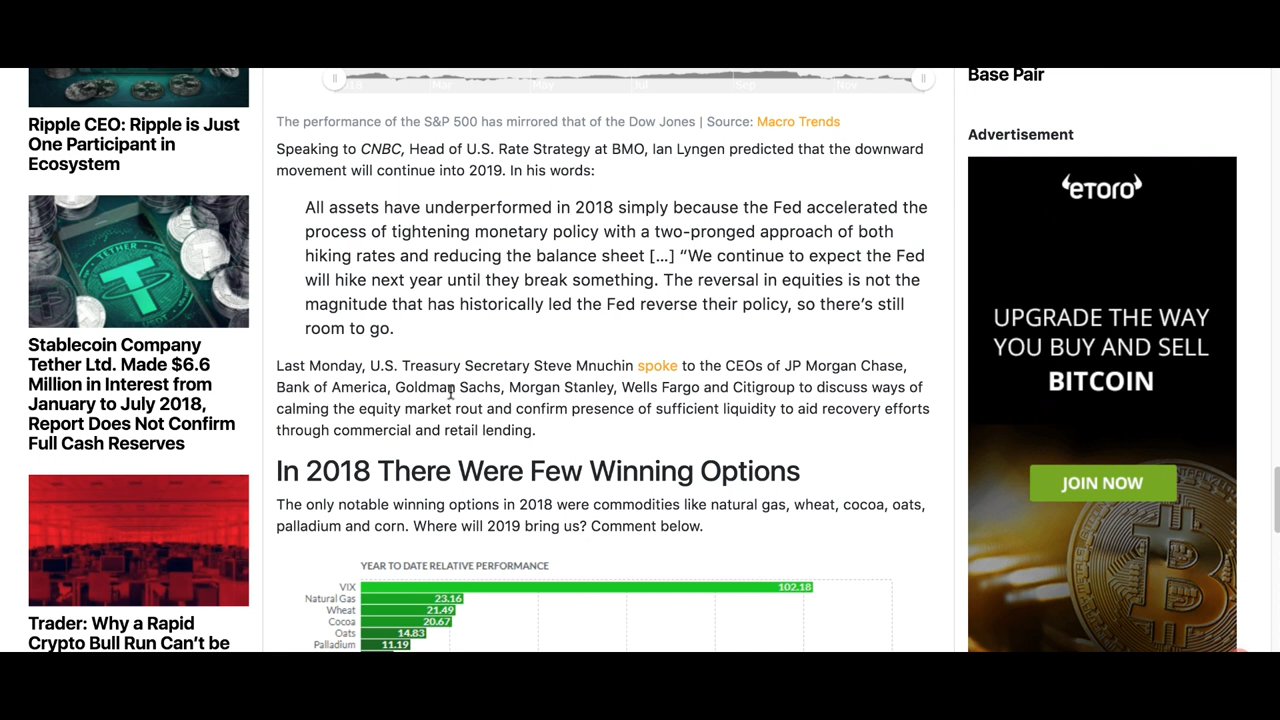 Ripple CEO: Ripple is Just
One Participant in
Ecosystem
TETHER
Stablecoin Company
Tether Ltd. Made $6.6
Million in Interest from
January to July 2018,
Report Does Not Confirm
Full Cash Reserves
Trader: Why a Rapid
Crypto Bull Run Can’t be
Mar May Jul Sep Nov
The performance of the S&P 500 has mirrored that of the Dow Jones | Source: Macro Trends
Speaking to CNBC, Head of U.S. Rate Strategy at BMO, Ian Lyngen predicted that the downward
movement will continue into 2019. In his words:
All assets have underperformed in 2018 simply because the Fed accelerated the
process of tightening monetary policy with a two-pronged approach of both
hiking rates and reducing the balance sheet [...] “We continue to expect the Fed
will hike next year until they break something. The reversal in equities is not the
magnitude that has historically led the Fed reverse their policy, so there’s still
room to go.
Last Monday, U.S. Treasury Secretary Steve Mnuchin spoke to the CEOs of JP Morgan Chase,
Bank of America, Goldman Sachs, Morgan Stanley, Wells Fargo and Citigroup to discuss ways of
calming the equity market rout and confirm presence of sufficient liquidity to aid recovery efforts
through commercial and retail lending.
In 2018 There Were Few Winning Options
The only notable winning options in 2018 were commodities like natural gas, wheat, cocoa, oats,
palladium and corn. Where will 2019 bring us? Comment below.
YEAR TO DATE RELATIVE PERFORMANCE
VIX 102.18
Natural Gas 23.16
Wheat 21.49
Cocoa 20.67
Oats 14.83
Palladium 11.19
Base Pair
Advertisement
eTORO
UPGRADE THE WAY
YOU BUY AND SELL
BITCOIN
JOIN NOW